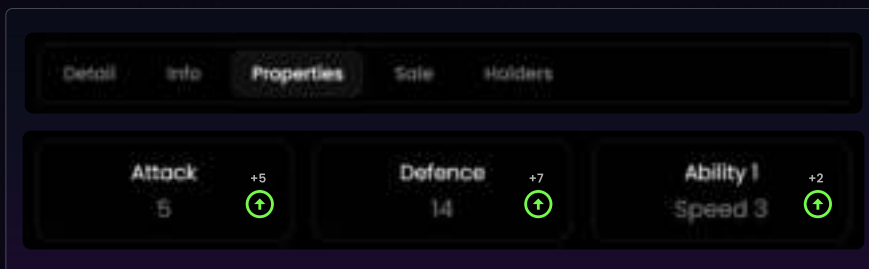 Detail Info Properties Sale Holders
Attack +5
5
Defence +7
14
Ability 1 +2
Speed 3